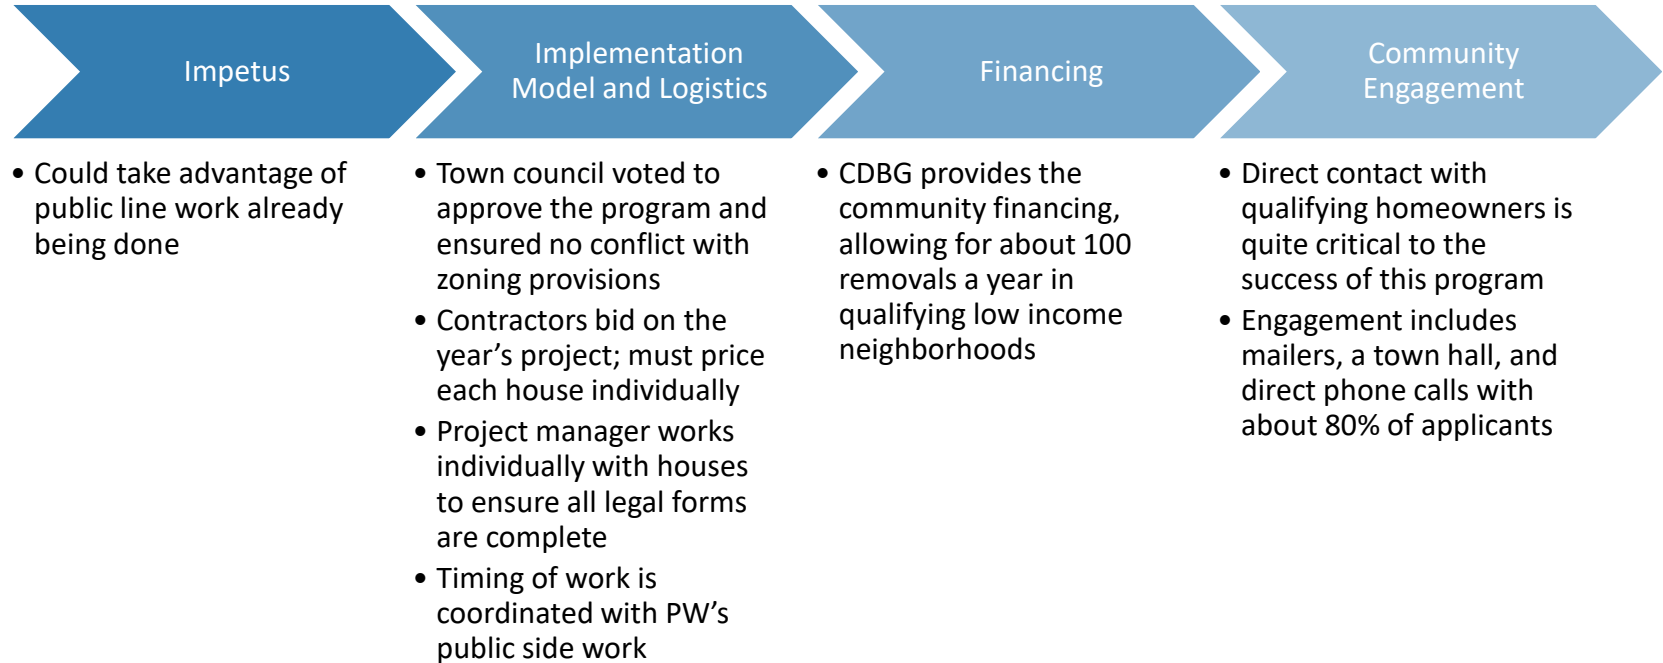 Impetus
• Could take advantage of
public line work already
being done
Implementation
Model and Logistics
• Town council voted to
approve the program and
ensured no conflict with
zoning provisions
• Contractors bid on the
year’s project; must price
each house individually
• Project manager works
individually with houses
to ensure all legal forms
are complete
• Timing of work is
coordinated with PW’s
public side work
Financing
• CDBG provides the
community financing,
allowing for about 100
removals a year in
qualifying low income
neighborhoods
Community
Engagement
• Direct contact with
qualifying homeowners is
quite critical to the
success of this program
• Engagement includes
mailers, a town hall, and
direct phone calls with
about 80% of applicants